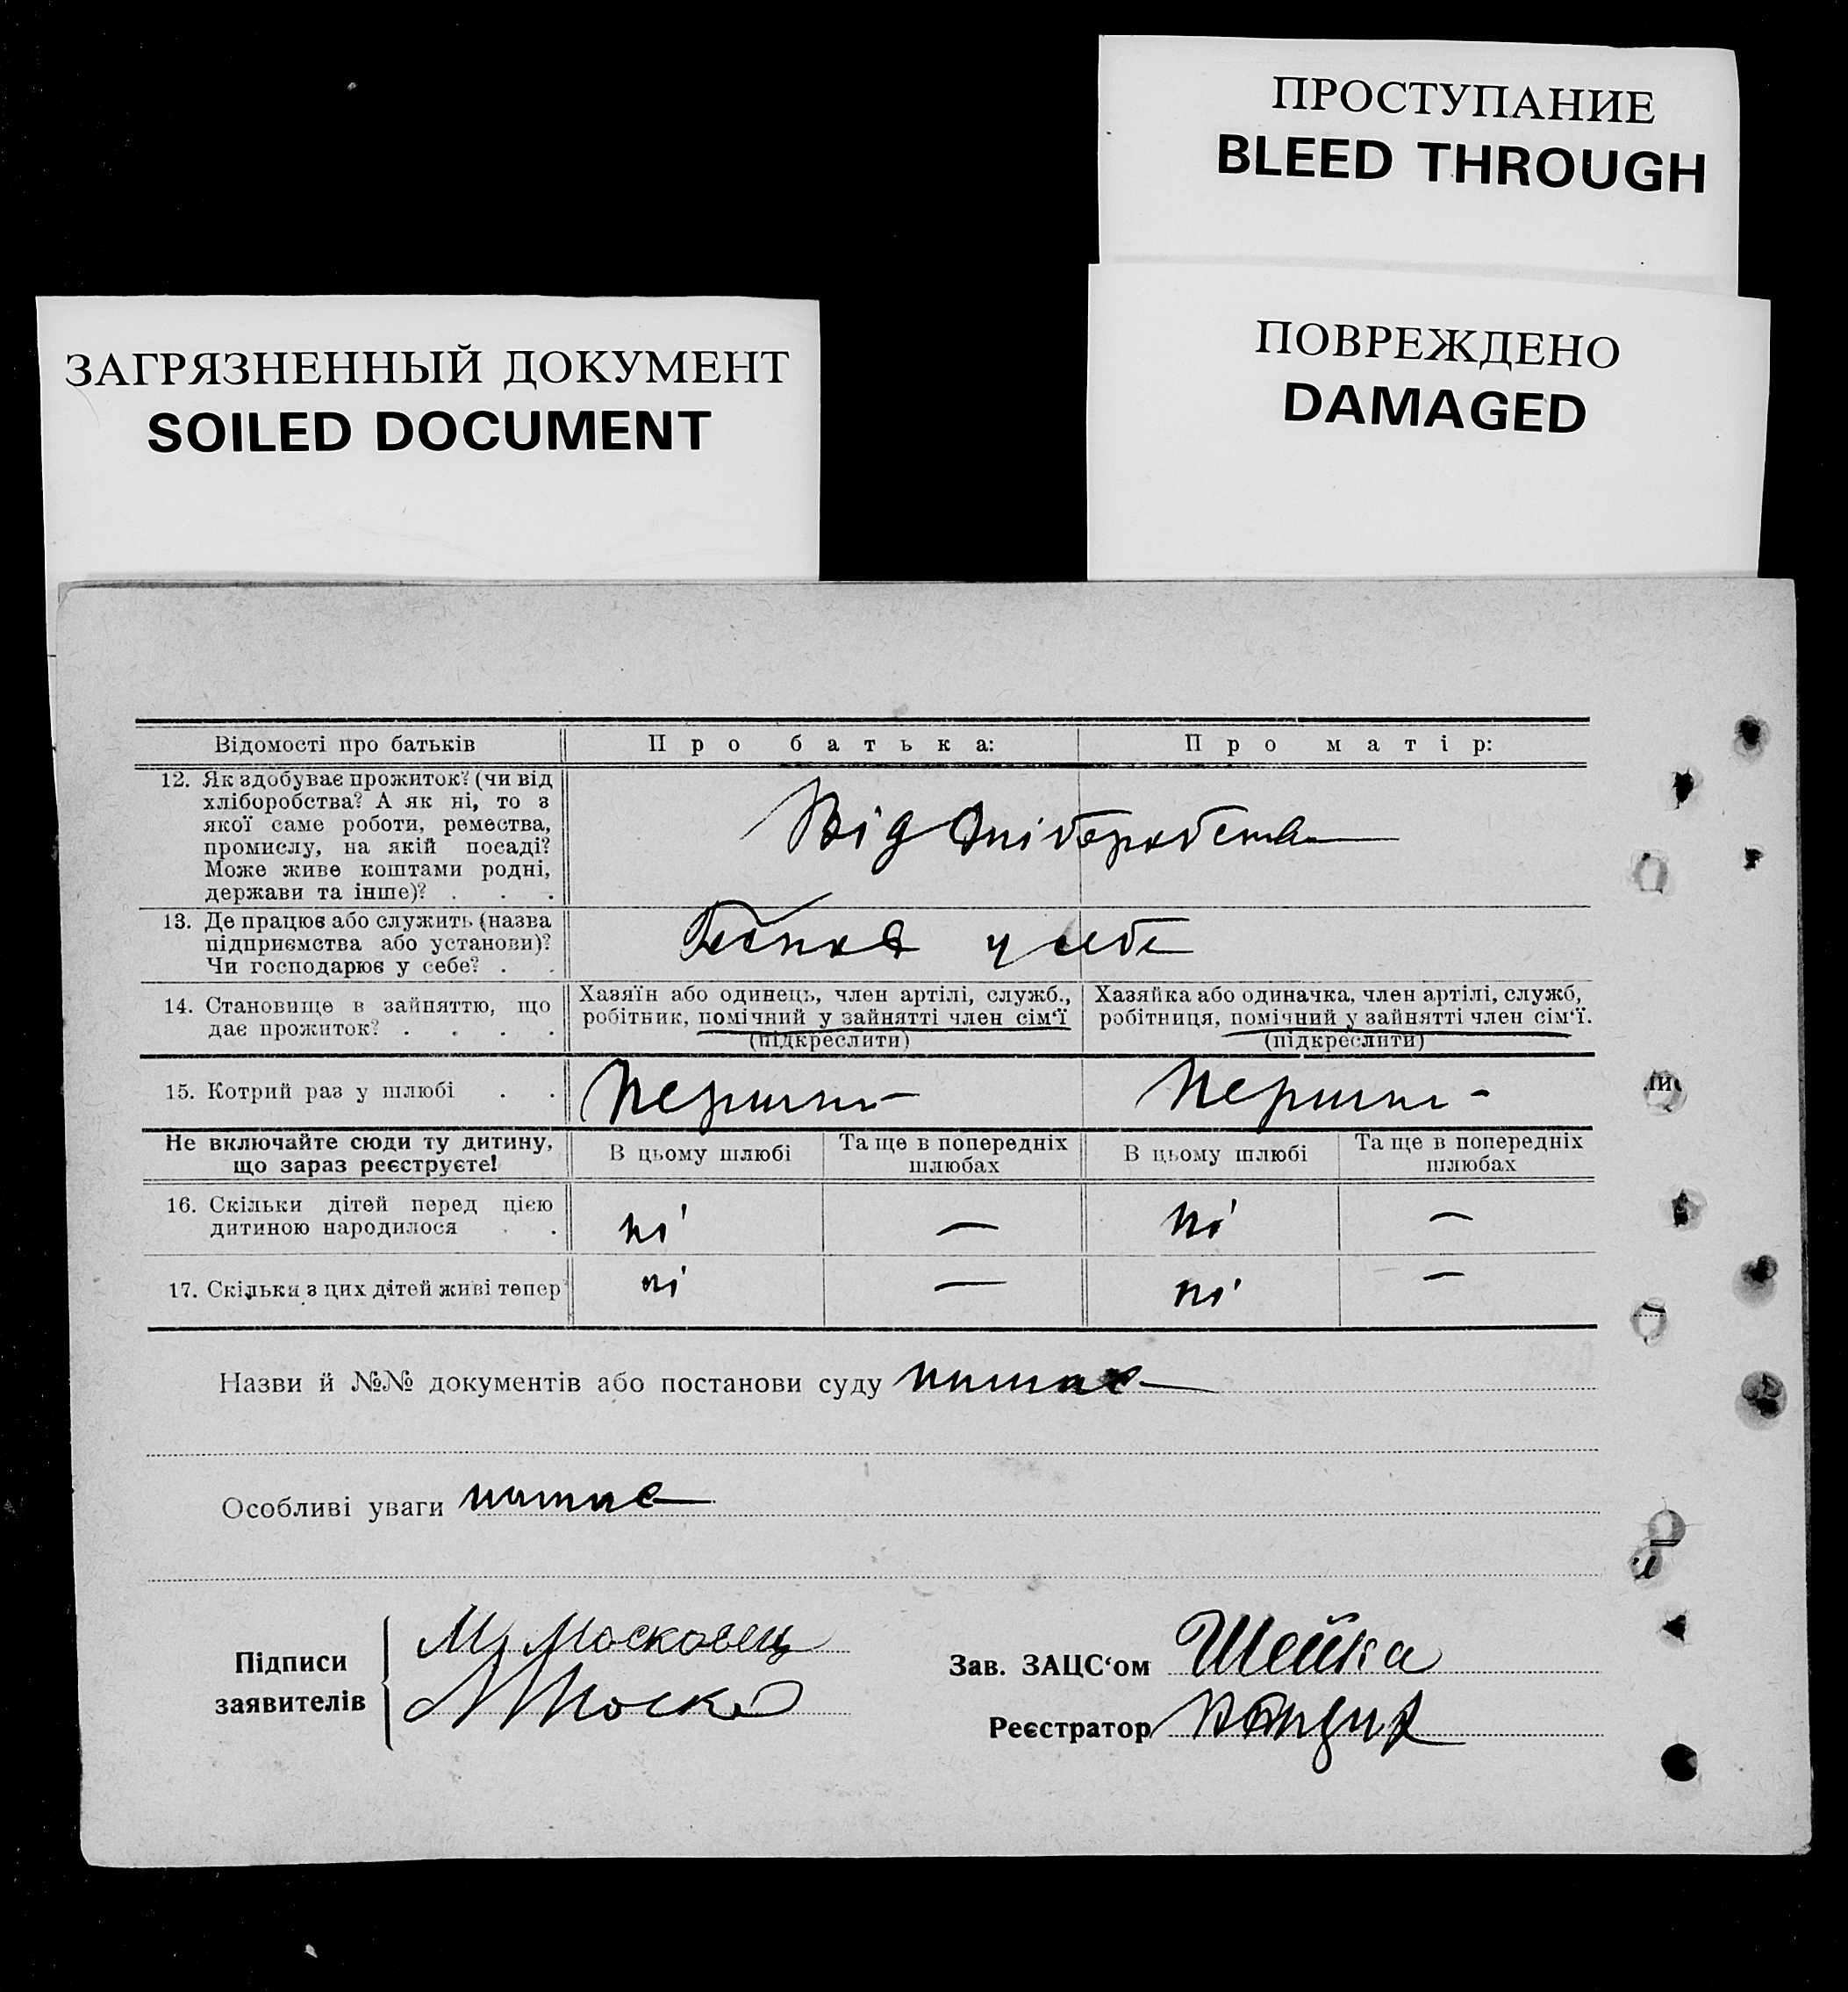 ПРОСТУПАНИЕ
BLEED THROUGH
ПОВРЕЖДЕНО
DAMAGED
ЗАГРЯЗНЕННЫЙ ДОКУМЕНТ
SOILED DOCUMENT
Відомості про батьків
Про батька:
Про матір:
12. Як здобуває прожиток? (чи від
хліборобства? А як ні, то з
якої саме роботи, ремества,
промислу, на якій посаді?
Може живе коштами родні,
держави та інше)? . . .
Від хліборобства
13. Де працює або служить (назва
підприємства або установи)?
Чи господарює у себе? . .
у себе
14. Становище в зайняттю, що
дає прожиток? . . . .
Хазяїн або одинець, член артілі, служб.,
робітник, помічний у зайнятті член сім‘ї
(підкреслити)
Хазяйка або одиначка, член артілі, служб,
робітниця, помічний у зайнятті член сім‘ї.
(підкреслити)
15. Котрий раз у шлюбі . .
Перший
Перший
Не включайте сюди ту дитину,
що зараз реєструєте!
В цьому шлюбі
Та ще в попередніх
шлюбах
В цьому шлюбі
Та ще в попередніх
шлюбах
16. Скільки дітей перед цією
дитиною народилося . .
ні — ні —
17. Скільки з цих дітей живі тепер
ні — ні —
Назви й №№ документів або постанови суду немає
Особливі уваги немає
Підписи
заявителів
М Московец
Моск
Зав. ЗАЦС‘ом Шейка
Реєстратор